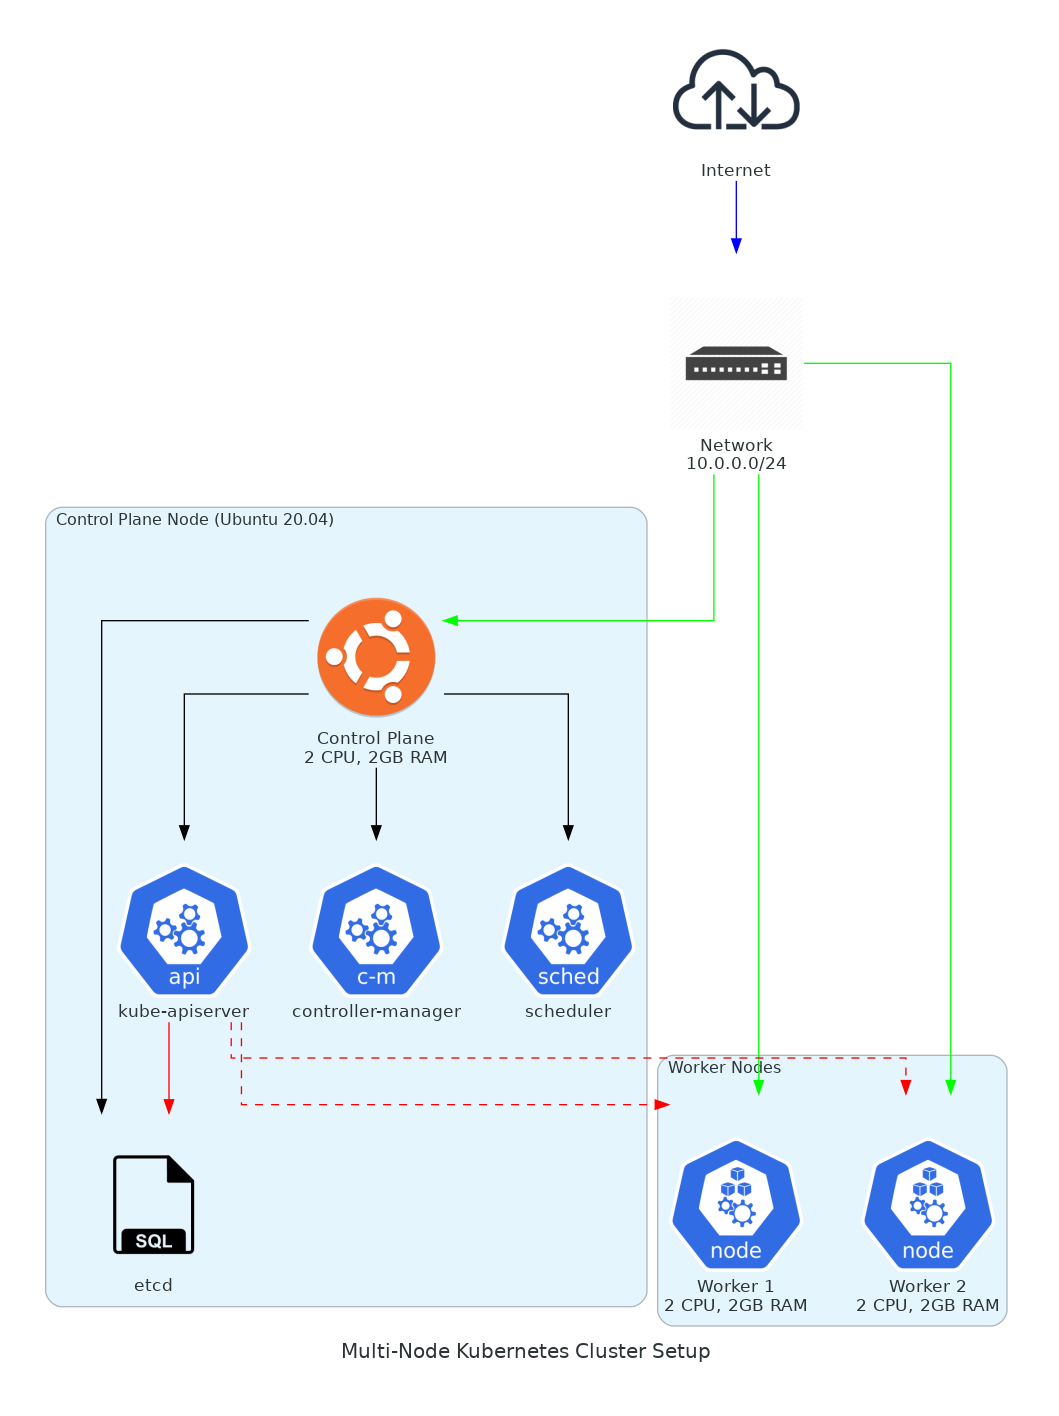 Internet
Network
10.0.0.0/24
Control Plane Node (Ubuntu 20.04)
Control Plane
2 CPU, 2GB RAM
api
kube-apiserver
c-m
controller-manager
sched
scheduler
SQL
etcd
Worker Nodes
node
Worker 1
2 CPU, 2GB RAM
node
Worker 2
2 CPU, 2GB RAM
Multi-Node Kubernetes Cluster Setup